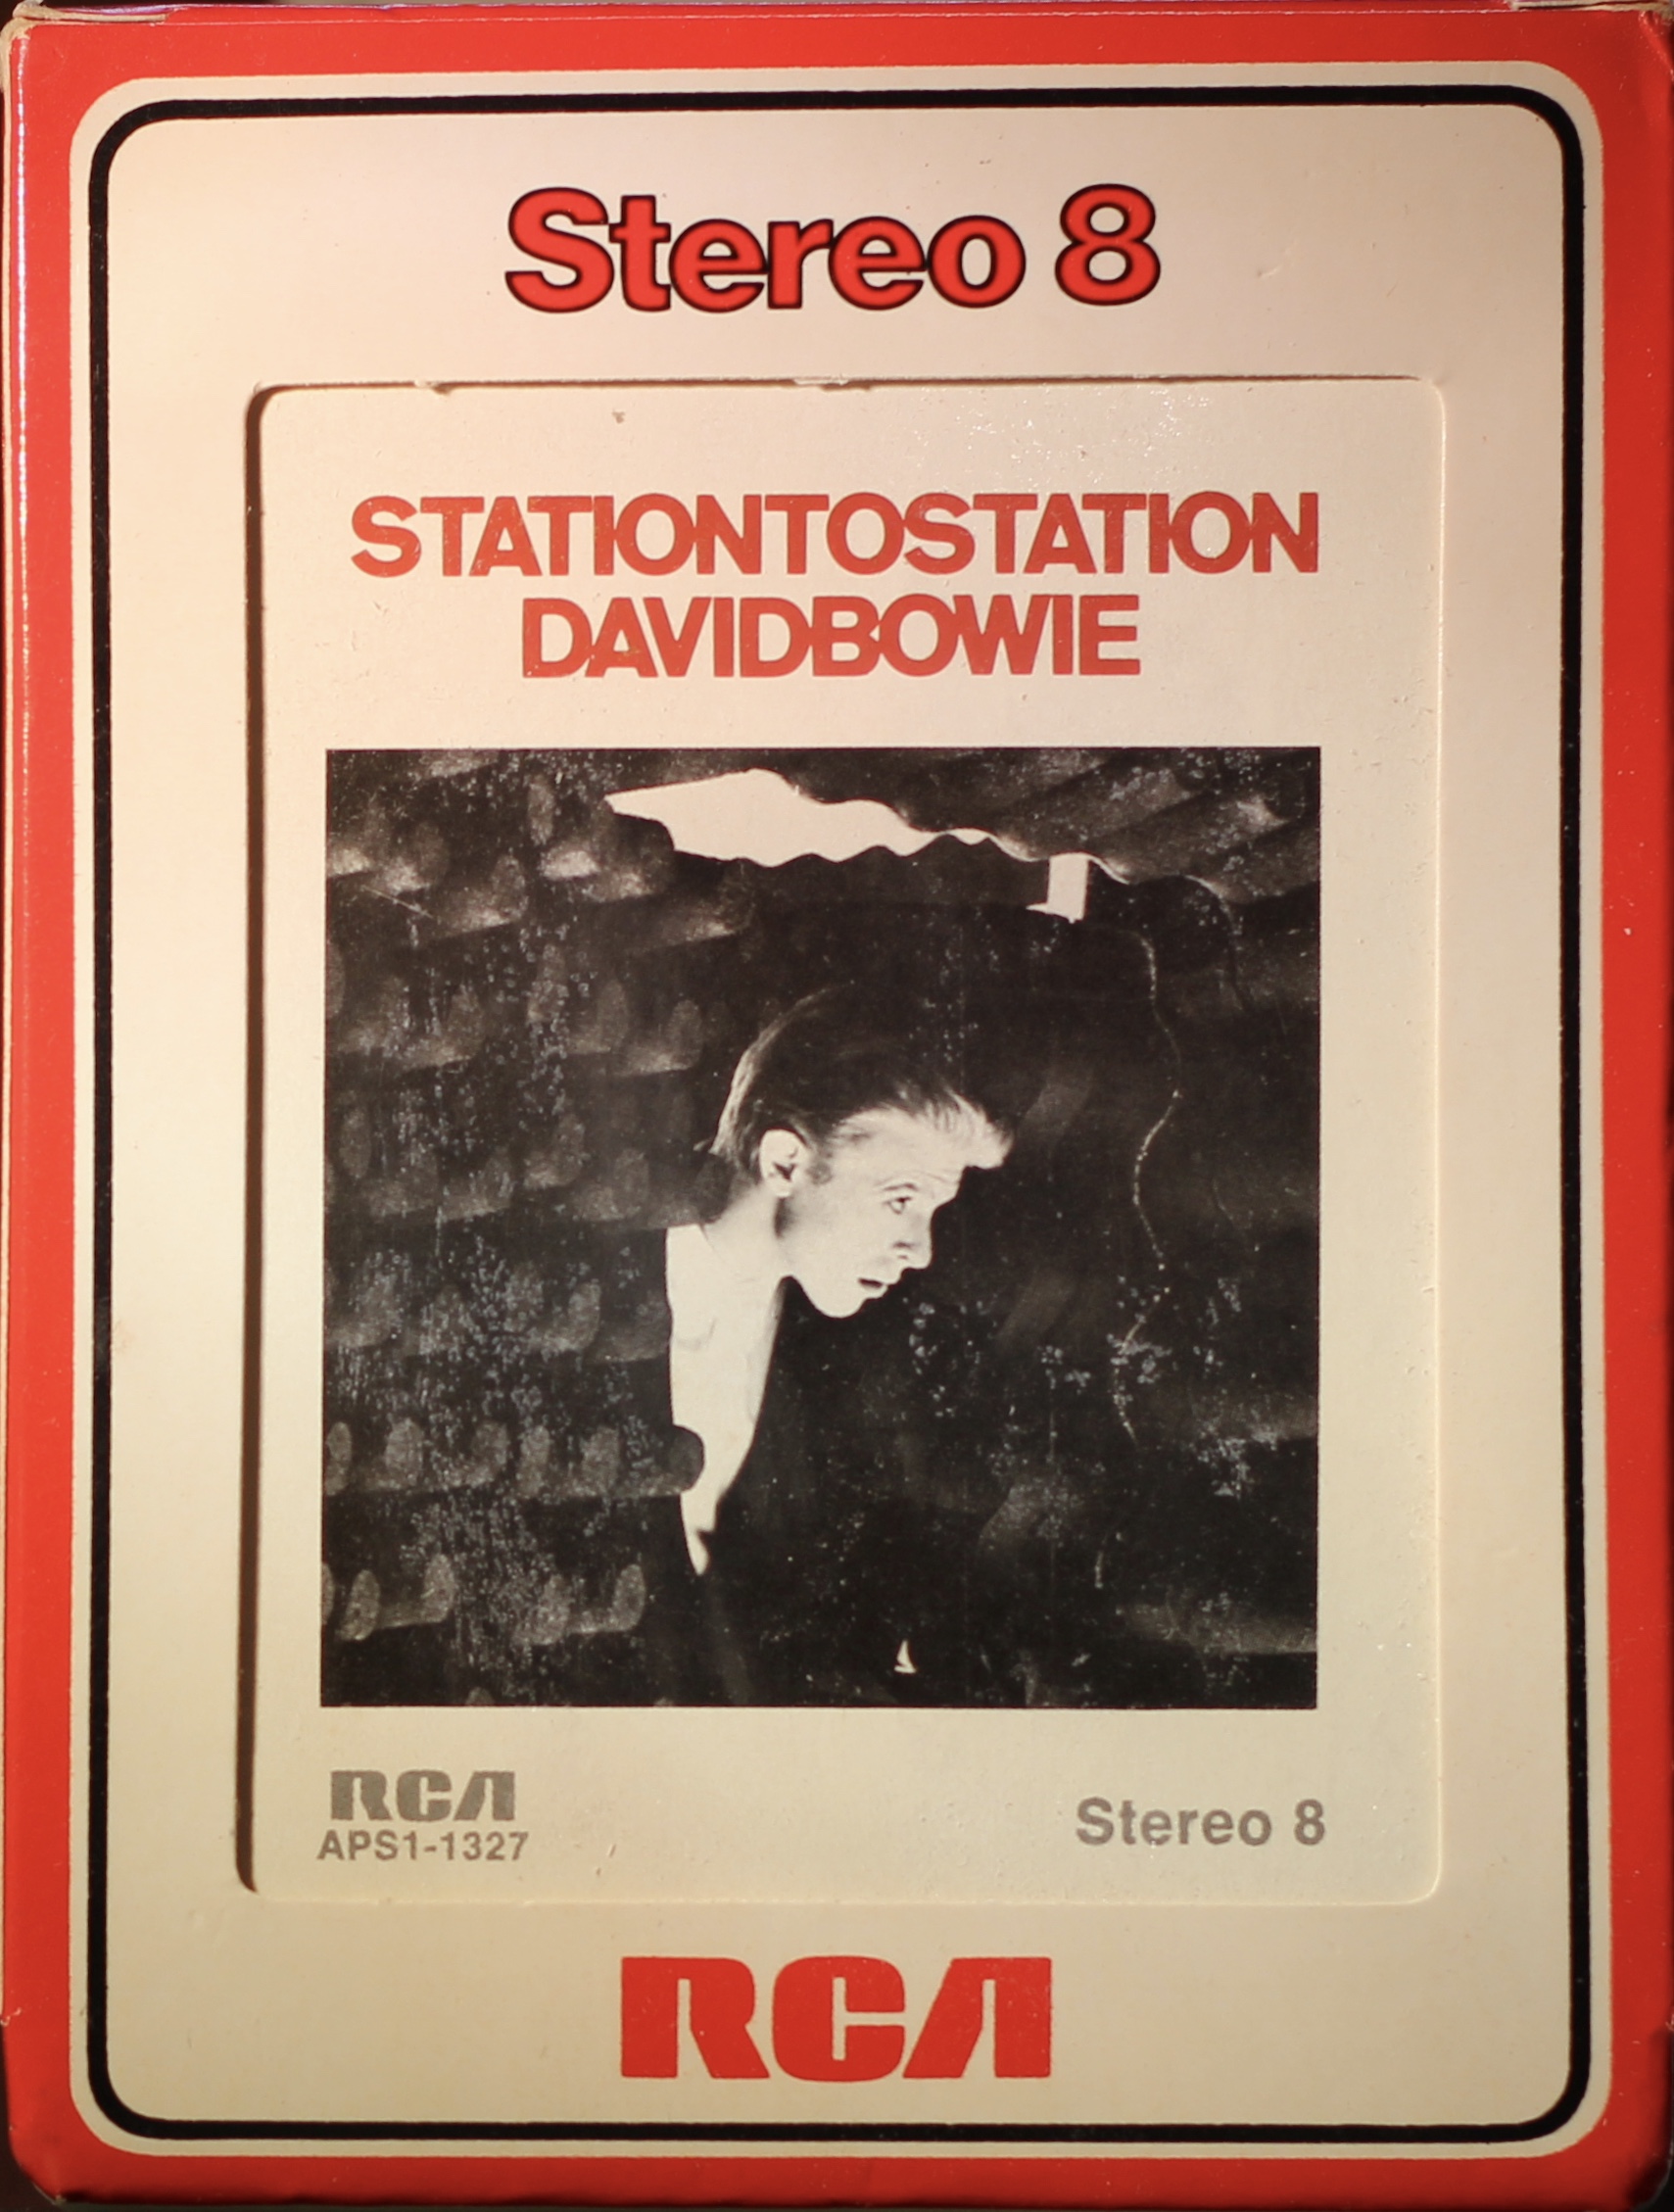 Stereo 8
STATIONTOSTATION
DAVIDBOWIE
RCA
APS1-1327
Stereo 8
RCA